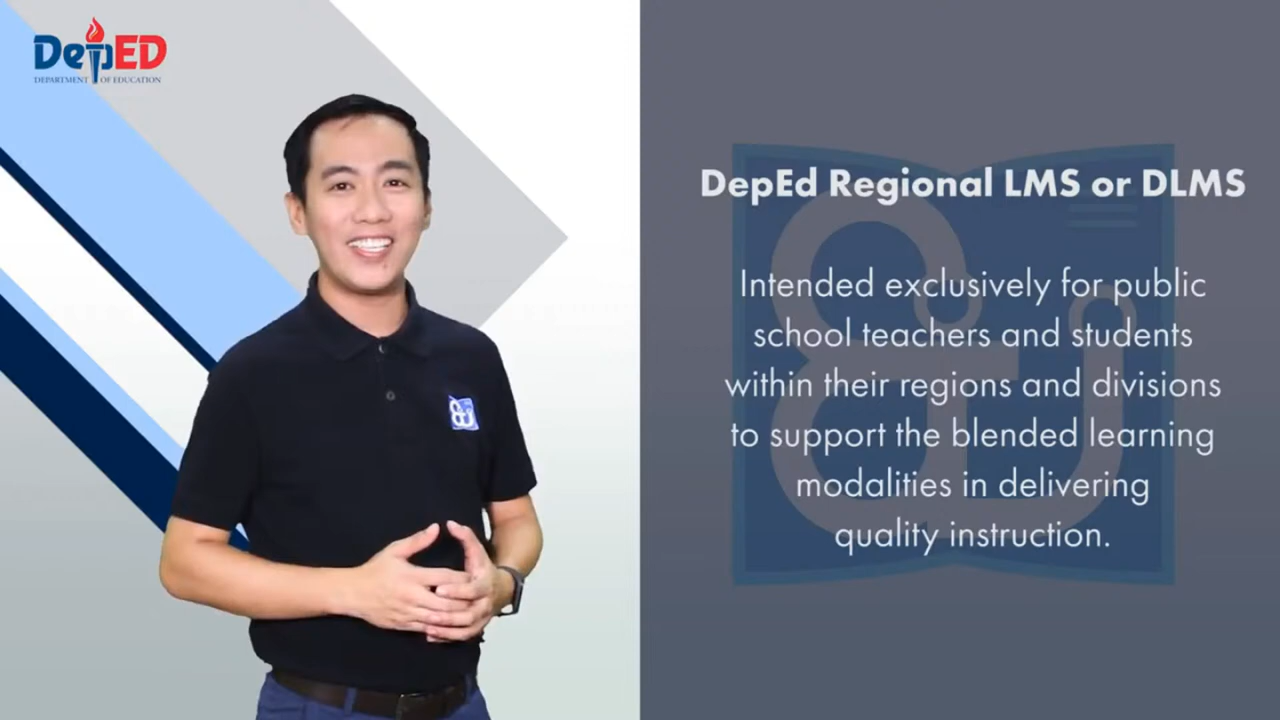 DepED
DEPARTMENT OF EDUCATION
DepEd Regional LMS or DLMS
Intended exclusively for public
school teachers and students
within their regions and divisions
to support the blended learning
modalities in delivering
quality instruction.